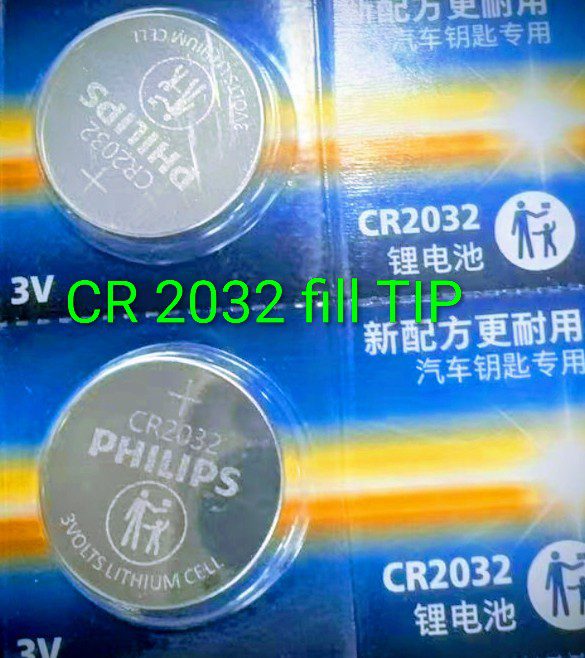 新配方更耐用
汽车钥匙专用
3VOLTS LITHIUM CELL
PHILIPS
CR2032
+
CR2032
锂电池
3V
CR 2032 fill TIP
新配方更耐用
汽车钥匙专用
+
CR2032
PHILIPS
3VOLTS LITHIUM CELL
CR2032
锂电池
3V